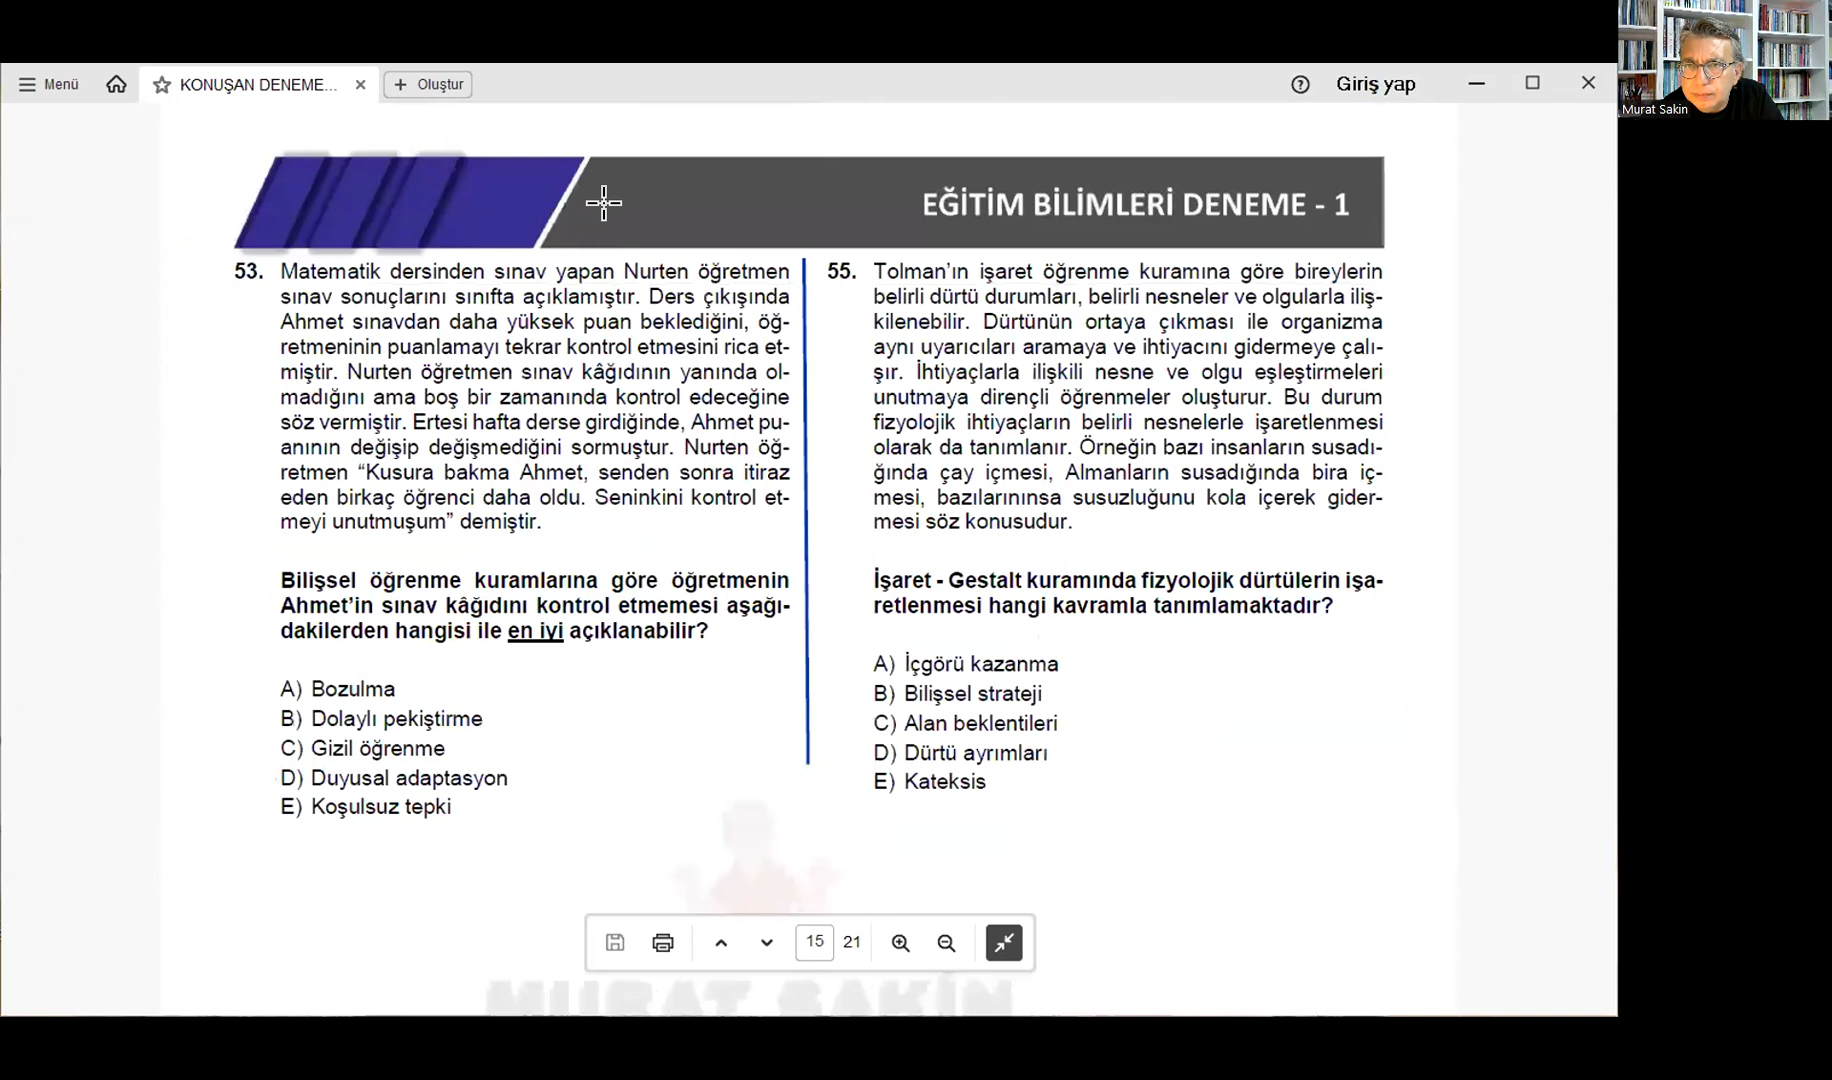 Menü
KONUŞAN DENEME...
Oluştur
Giriş yap
Murat Sakin
EĞİTİM BİLİMLERİ DENEME - 1
53. Matematik dersinden sınav yapan Nurten öğretmen
sınav sonuçlarını sınıfta açıklamıştır. Ders çıkışında
Ahmet sınavdan daha yüksek puan beklediğini, öğ-
retmeninin puanlamayı tekrar kontrol etmesini rica et-
miştir. Nurten öğretmen sınav kâğıdının yanında ol-
madığını ama boş bir zamanında kontrol edeceğine
söz vermiştir. Ertesi hafta derse girdiğinde, Ahmet pu-
anının değişip değişmediğini sormuştur. Nurten öğ-
retmen “Kusura bakma Ahmet, senden sonra itiraz
eden birkaç öğrenci daha oldu. Seninkini kontrol et-
meyi unutmuşum” demiştir.
Bilişsel öğrenme kuramlarına göre öğretmenin
Ahmet’in sınav kâğıdını kontrol etmemesi aşağı-
dakilerden hangisi ile en iyi açıklanabilir?
A) Bozulma
B) Dolaylı pekiştirme
C) Gizil öğrenme
D) Duyusal adaptasyon
E) Koşulsuz tepki
55. Tolman’ın işaret öğrenme kuramına göre bireylerin
belirli dürtü durumları, belirli nesneler ve olgularla iliş-
kilenebilir. Dürtünün ortaya çıkması ile organizma
aynı uyarıcıları aramaya ve ihtiyacını gidermeye çalı-
şır. İhtiyaçlarla ilişkili nesne ve olgu eşleştirmeleri
unutmaya dirençli öğrenmeler oluşturur. Bu durum
fizyolojik ihtiyaçların belirli nesnelerle işaretlenmesi
olarak da tanımlanır. Örneğin bazı insanların susadı-
ğında çay içmesi, Almanların susadığında bira iç-
mesi, bazılarınınsa susuzluğunu kola içerek gider-
mesi söz konusudur.
İşaret - Gestalt kuramında fizyolojik dürtülerin işa-
retlenmesi hangi kavramla tanımlamaktadır?
A) İçgörü kazanma
B) Bilişsel strateji
C) Alan beklentileri
D) Dürtü ayrımları
E) Kateksis
15 21
MURAT SAKİN